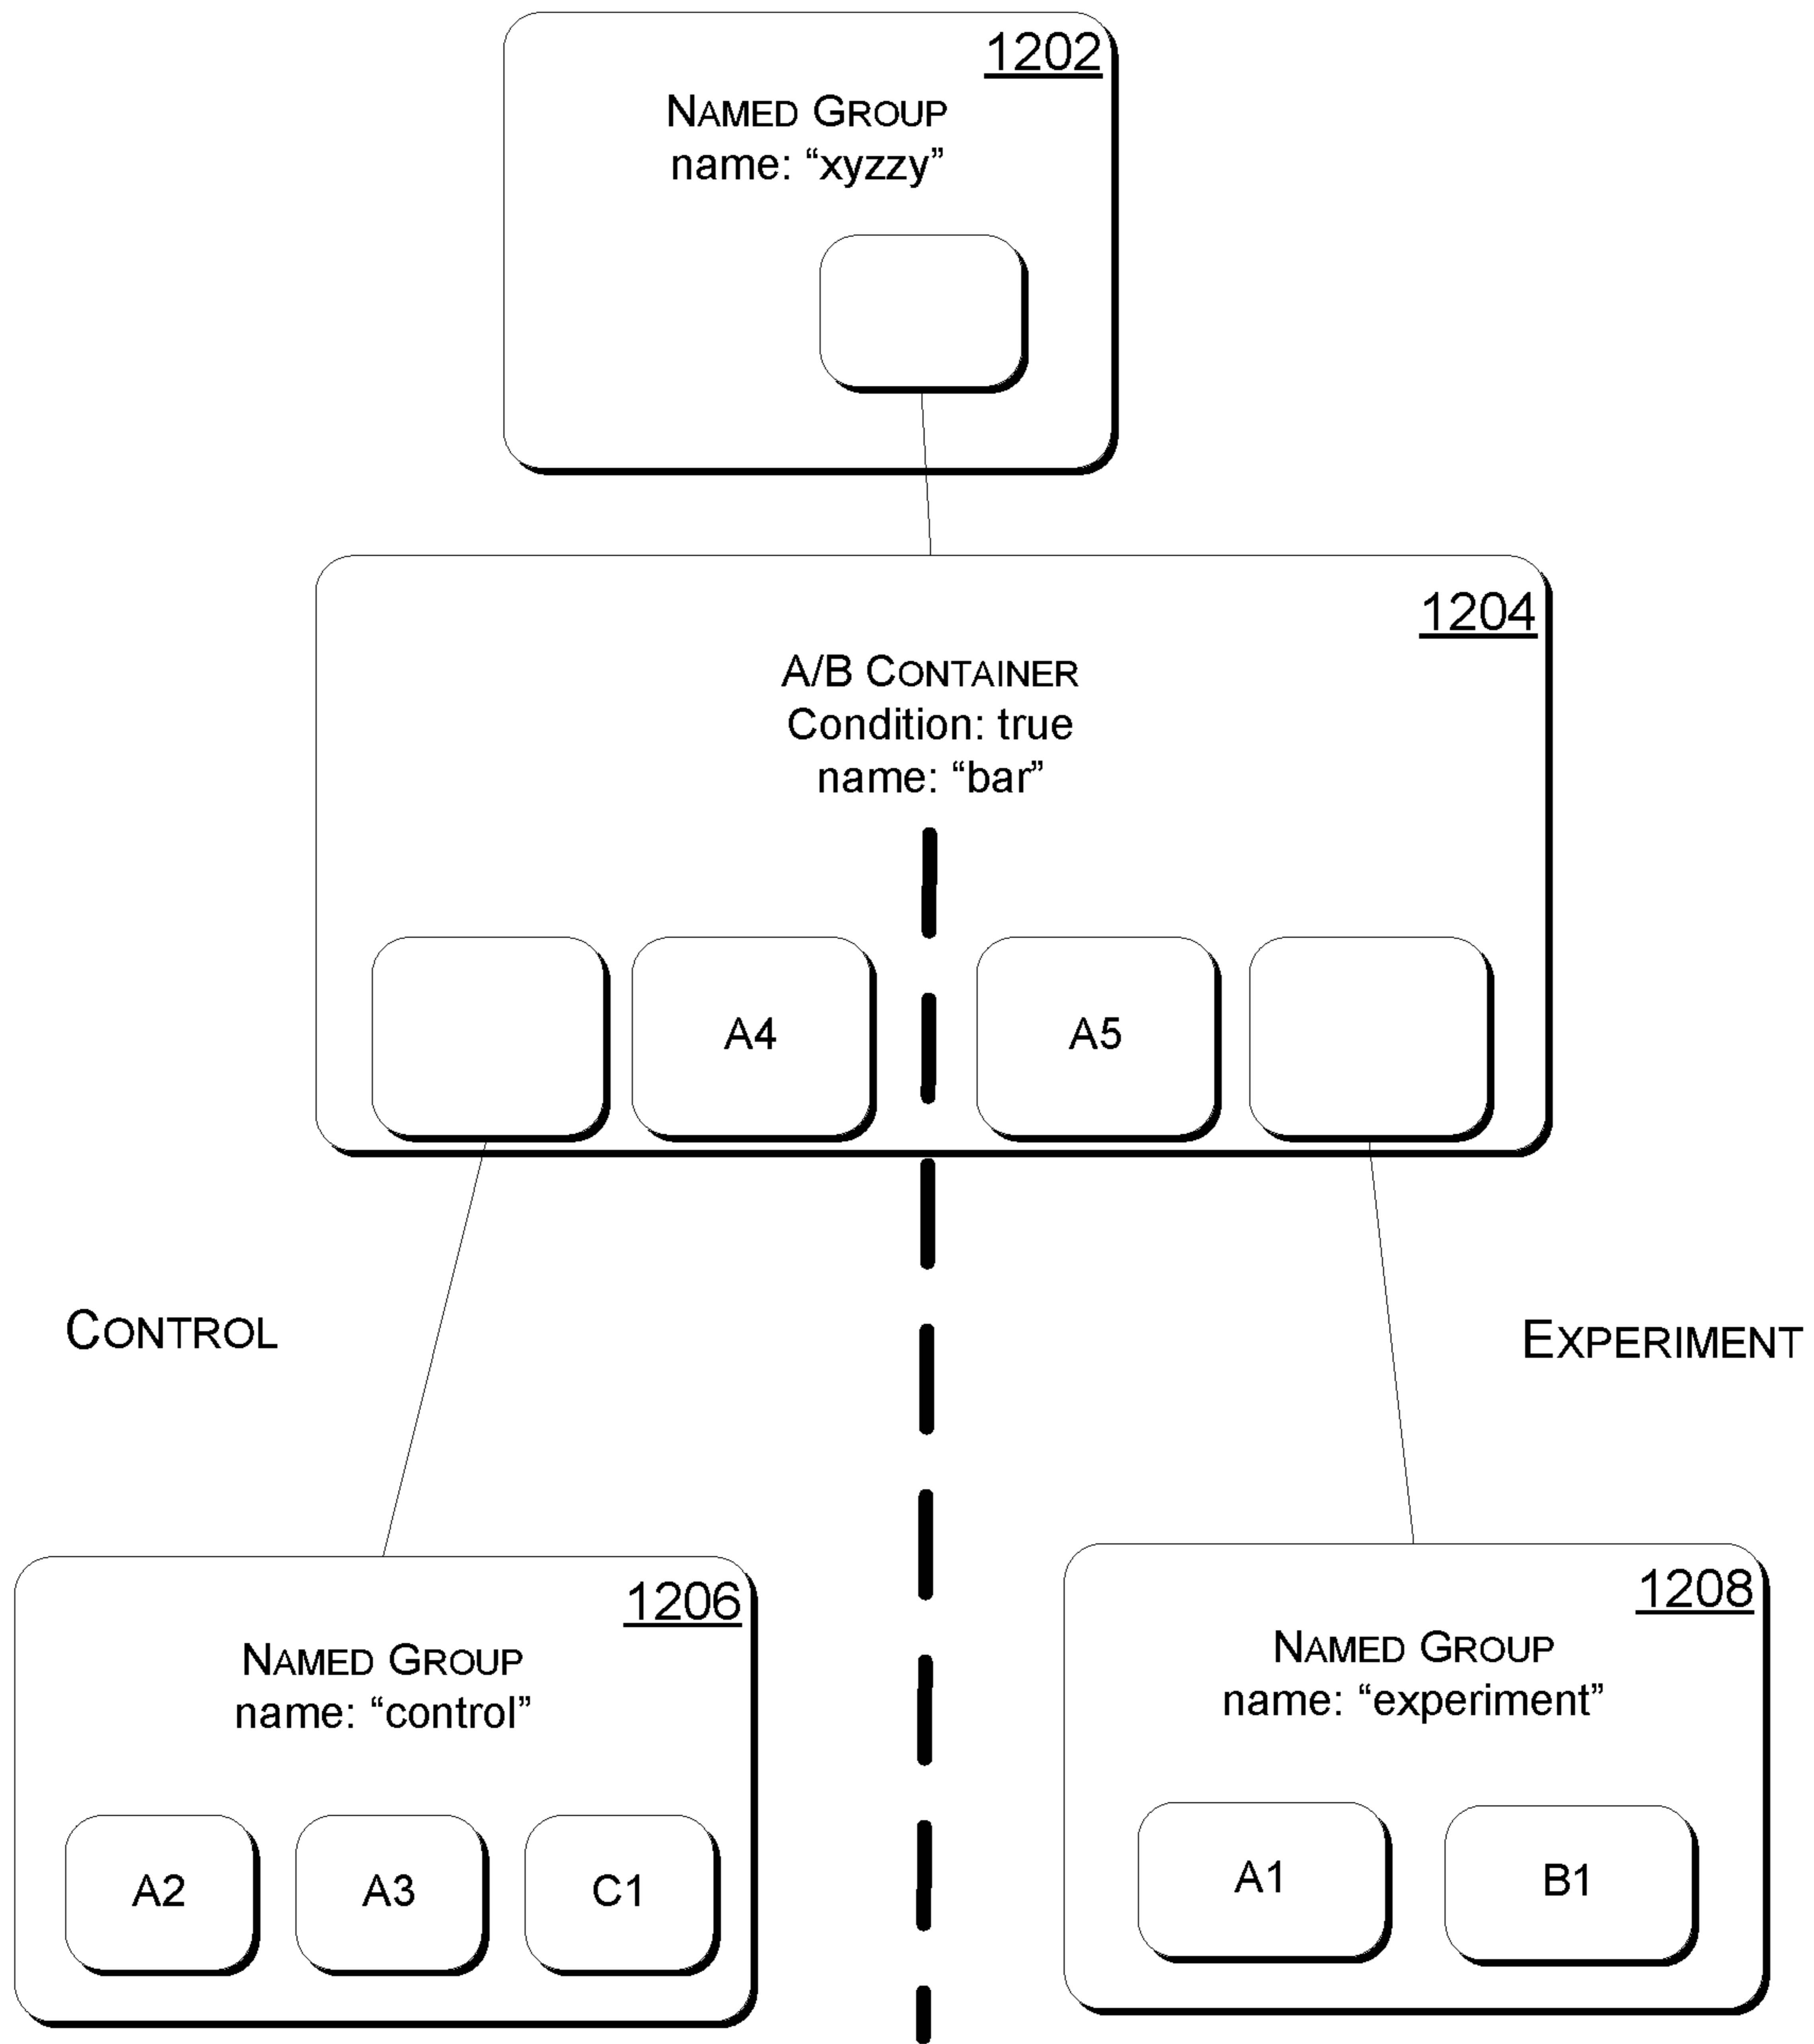 1202
NAMED GROUP
name: “xyzzy”
1204
A/B CONTAINER
Condition: true
name: “bar”
A4
A5
CONTROL
EXPERIMENT
1206
NAMED GROUP
name: “control”
A2
A3
C1
1208
NAMED GROUP
name: “experiment”
A1
B1